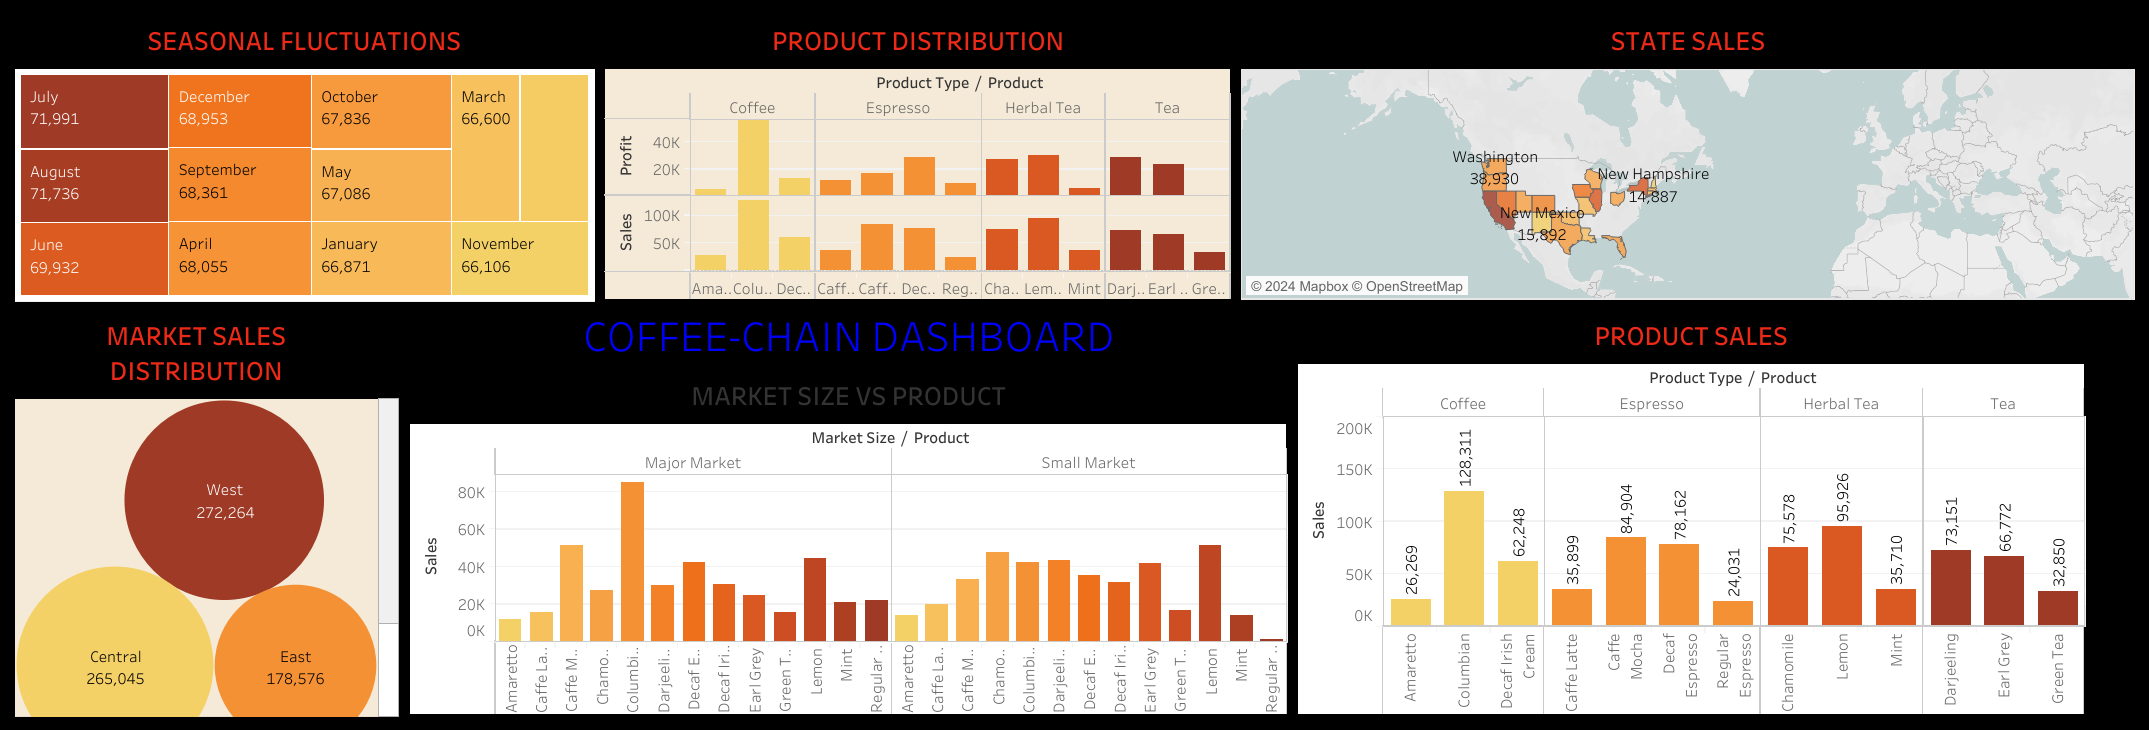 SEASONAL FLUCTUATIONS
July
71,991
December
68,953
October
67,836
March
66,600
August
71,736
September
68,361
May
67,086
June
69,932
April
68,055
January
66,871
November
66,106
PRODUCT DISTRIBUTION
Product Type / Product
Coffee Espresso Herbal Tea Tea
Profit
40K
20K
Sales
100K
50K
Ama.. Colu.. Dec.. Caff.. Caff.. Dec.. Reg.. Cha.. Lem.. Mint Darj.. Earl .. Gre..
STATE SALES
Washington
38,930
New Hampshire
14,887
New Mexico
15,892
© 2024 Mapbox © OpenStreetMap
COFFEE-CHAIN DASHBOARD
MARKET SALES
DISTRIBUTION
West
272,264
Central
265,045
East
178,576
MARKET SIZE VS PRODUCT
Market Size / Product
Major Market Small Market
Sales
80K
60K
40K
20K
0K
Amaretto
Caffe La..
Caffe M..
Chamo..
Columbi..
Darjeeli..
Decaf E..
Decaf Iri..
Earl Grey
Green T..
Lemon
Mint
Regular ..
Amaretto
Caffe La..
Caffe M..
Chamo..
Columbi..
Darjeeli..
Decaf E..
Decaf Iri..
Earl Grey
Green T..
Lemon
Mint
Regular ..
PRODUCT SALES
Product Type / Product
Coffee Espresso Herbal Tea Tea
Sales
200K
150K
100K
50K
0K
26,269
128,311
62,248
35,899
84,904
78,162
24,031
75,578
95,926
35,710
73,151
66,772
32,850
Amaretto
Columbian
Decaf Irish
Cream
Caffe Latte
Caffe
Mocha
Decaf
Espresso
Regular
Espresso
Chamomile
Lemon
Mint
Darjeeling
Earl Grey
Green Tea